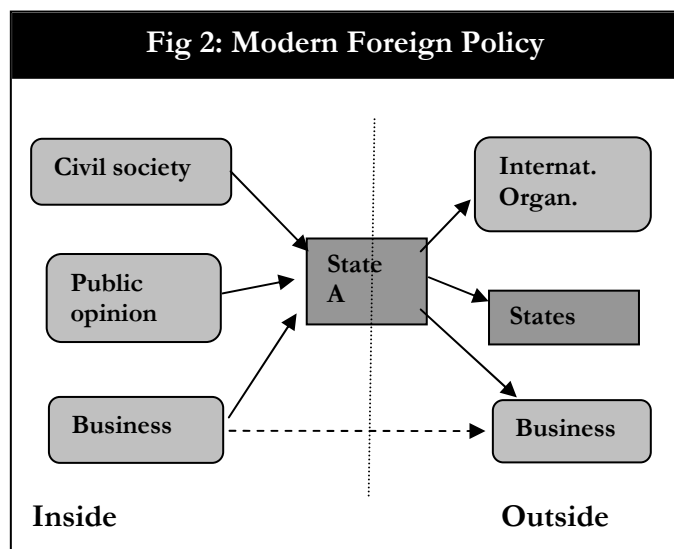 Fig 2: Modern Foreign Policy
Civil society
Public
opinion
Business
State
A
Internat.
Organ.
States
Business
Inside
Outside